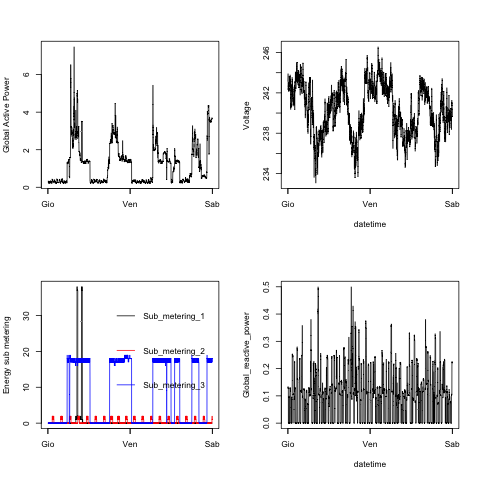 Global Active Power
6
4
2
0
Gio Ven Sab
Voltage
246
242
238
234
Gio Ven Sab
datetime
Energy sub metering
30
20
10
0
Sub_metering_1
Sub_metering_2
Sub_metering_3
Gio Ven Sab
Global_reactive_power
0.5
0.4
0.3
0.2
0.1
0.0
Gio Ven Sab
datetime